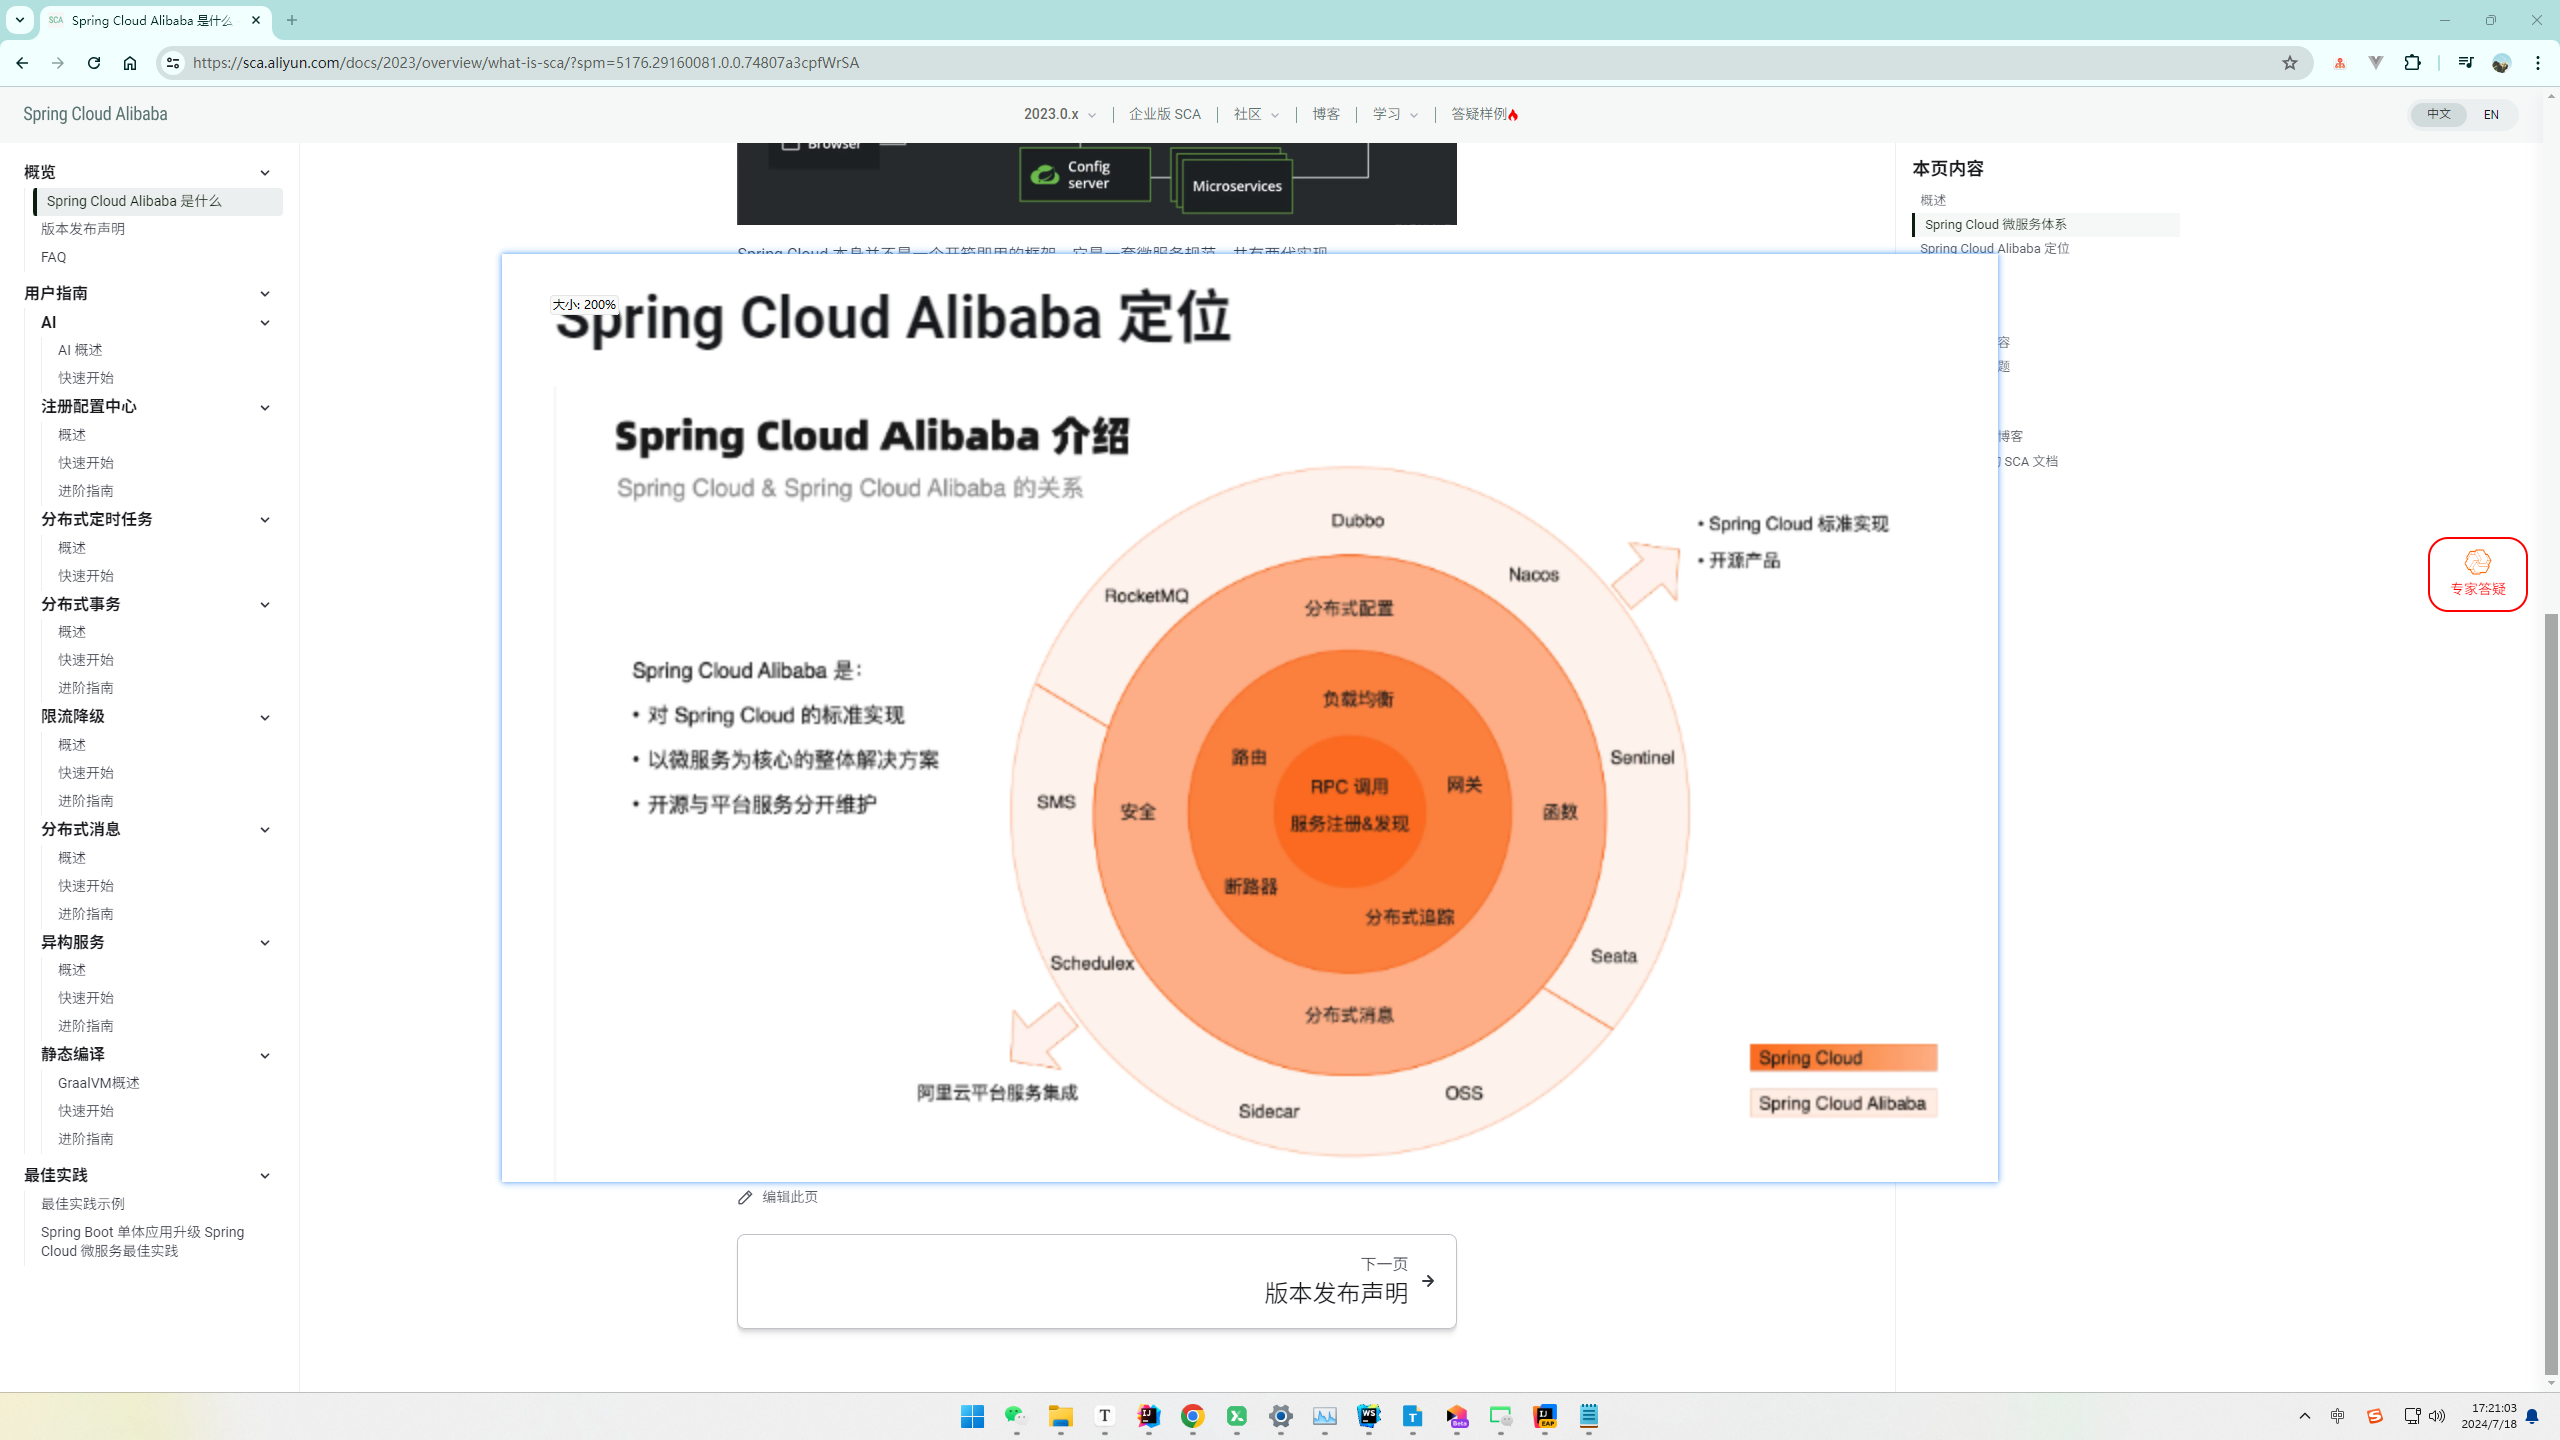 Spring Cloud Alibaba 是什么
https://sca.aliyun.com/docs/2023/overview/what-is-sca/?spm=5176.29160081.0.0.74807a3cpfWrSA
Spring Cloud Alibaba
2023.0.x
企业版 SCA
社区
博客
学习
答疑样例
中文
EN
概览
Spring Cloud Alibaba 是什么
版本发布声明
FAQ
用户指南
AI
AI 概述
快速开始
注册配置中心
概述
快速开始
进阶指南
分布式定时任务
概述
快速开始
分布式事务
概述
快速开始
进阶指南
限流降级
概述
快速开始
进阶指南
分布式消息
概述
快速开始
进阶指南
异构服务
概述
快速开始
进阶指南
静态编译
GraalVM概述
快速开始
进阶指南
最佳实践
最佳实践示例
Spring Boot 单体应用升级 Spring
Cloud 微服务最佳实践
Browser
Config
server
Microservices
Spring Cloud 本身并不是一个开箱即用的框架，它是一套微服务规范，共有两代实现
大小: 200%
Spring Cloud Alibaba 定位
Spring Cloud Alibaba 介绍
Spring Cloud & Spring Cloud Alibaba 的关系
Spring Cloud Alibaba 是：
• 对 Spring Cloud 的标准实现
• 以微服务为核心的整体解决方案
• 开源与平台服务分开维护
Dubbo
Nacos
RocketMQ
分布式配置
负载均衡
路由
RPC 调用
网关
Sentinel
SMS
安全
服务注册&发现
函数
断路器
分布式追踪
Schedulex
Seata
分布式消息
OSS
Sidecar
• Spring Cloud 标准实现
• 开源产品
阿里云平台服务集成
Spring Cloud
Spring Cloud Alibaba
编辑此页
下一页
版本发布声明
本页内容
概述
Spring Cloud 微服务体系
Spring Cloud Alibaba 定位
容
题
博客
SCA 文档
专家答疑
中
17:21:03
2024/7/18